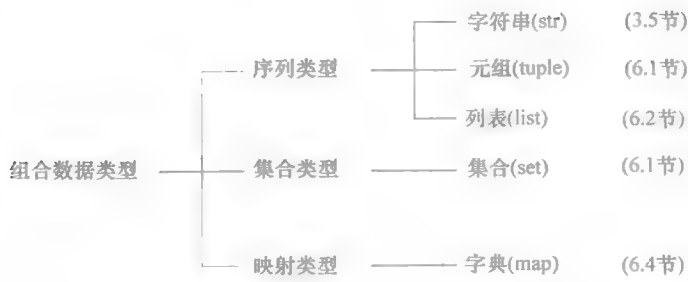 字符串(str) (3.5节)
序列类型 元组(tuple) (6.1节)
列表(list) (6.2节)
组合数据类型 集合类型 集合(set) (6.1节)
映射类型 字典(map) (6.4节)